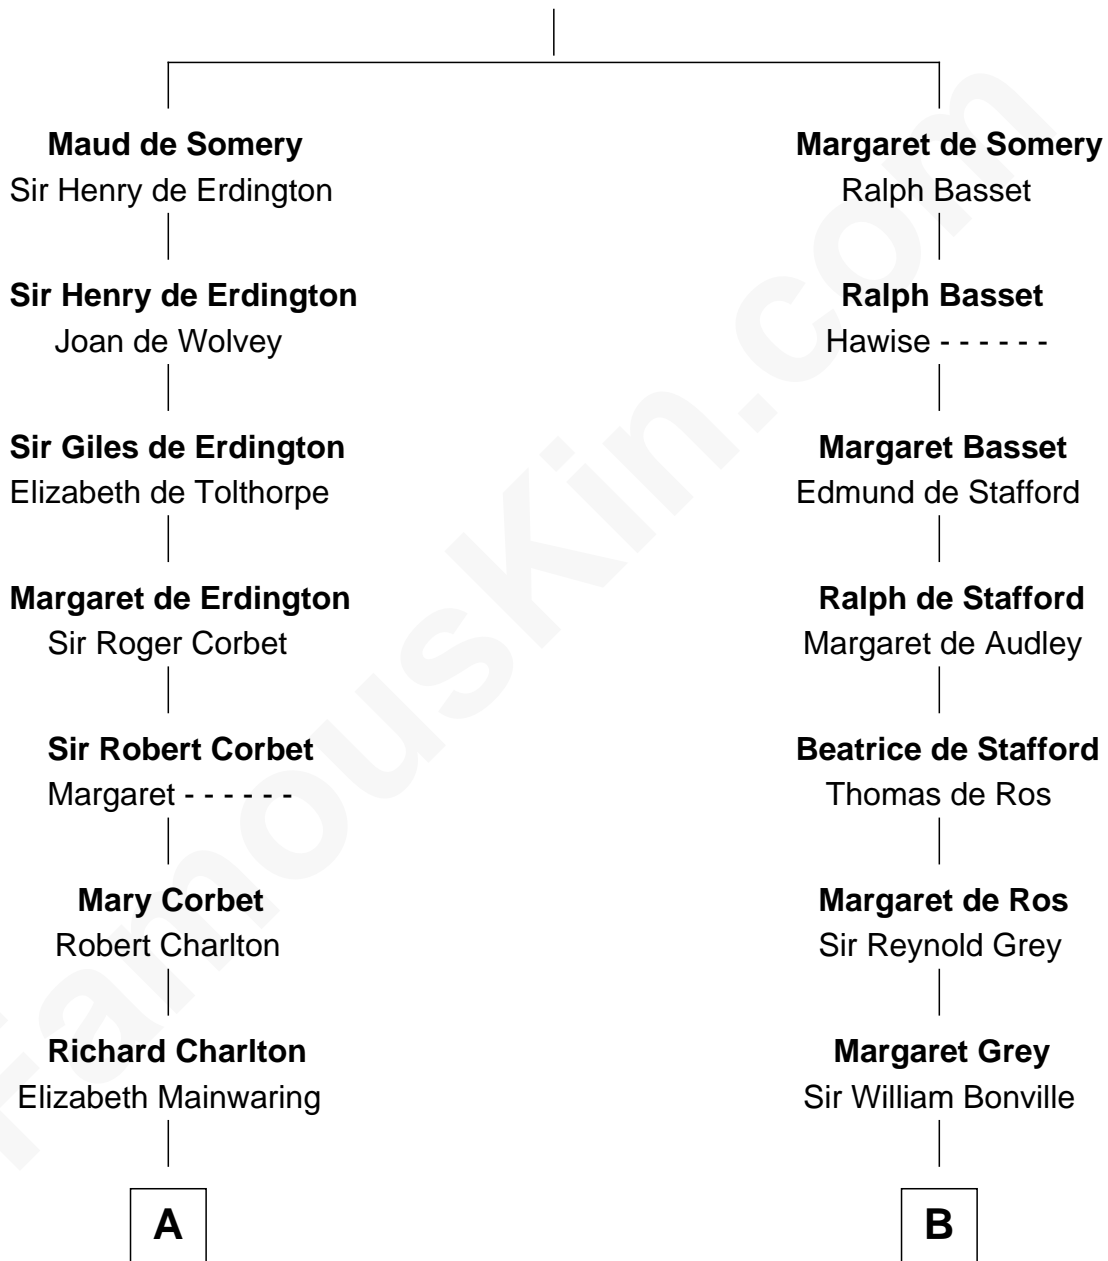 Maud de Somery
Sir Henry de Erdington
Sir Henry de Erdington
Joan de Wolvey
Sir Giles de Erdington
Elizabeth de Tolthorpe
Margaret de Erdington
Sir Roger Corbet
Sir Robert Corbet
Margaret - - - - - -
Mary Corbet
Robert Charlton
Richard Charlton
Elizabeth Mainwaring
A
Margaret de Somery
Ralph Basset
Ralph Basset
Hawise - - - - - -
Margaret Basset
Edmund de Stafford
Ralph de Stafford
Margaret de Audley
Beatrice de Stafford
Thomas de Ros
Margaret de Ros
Sir Reynold Grey
Margaret Grey
Sir William Bonville
B
FamousKin.com